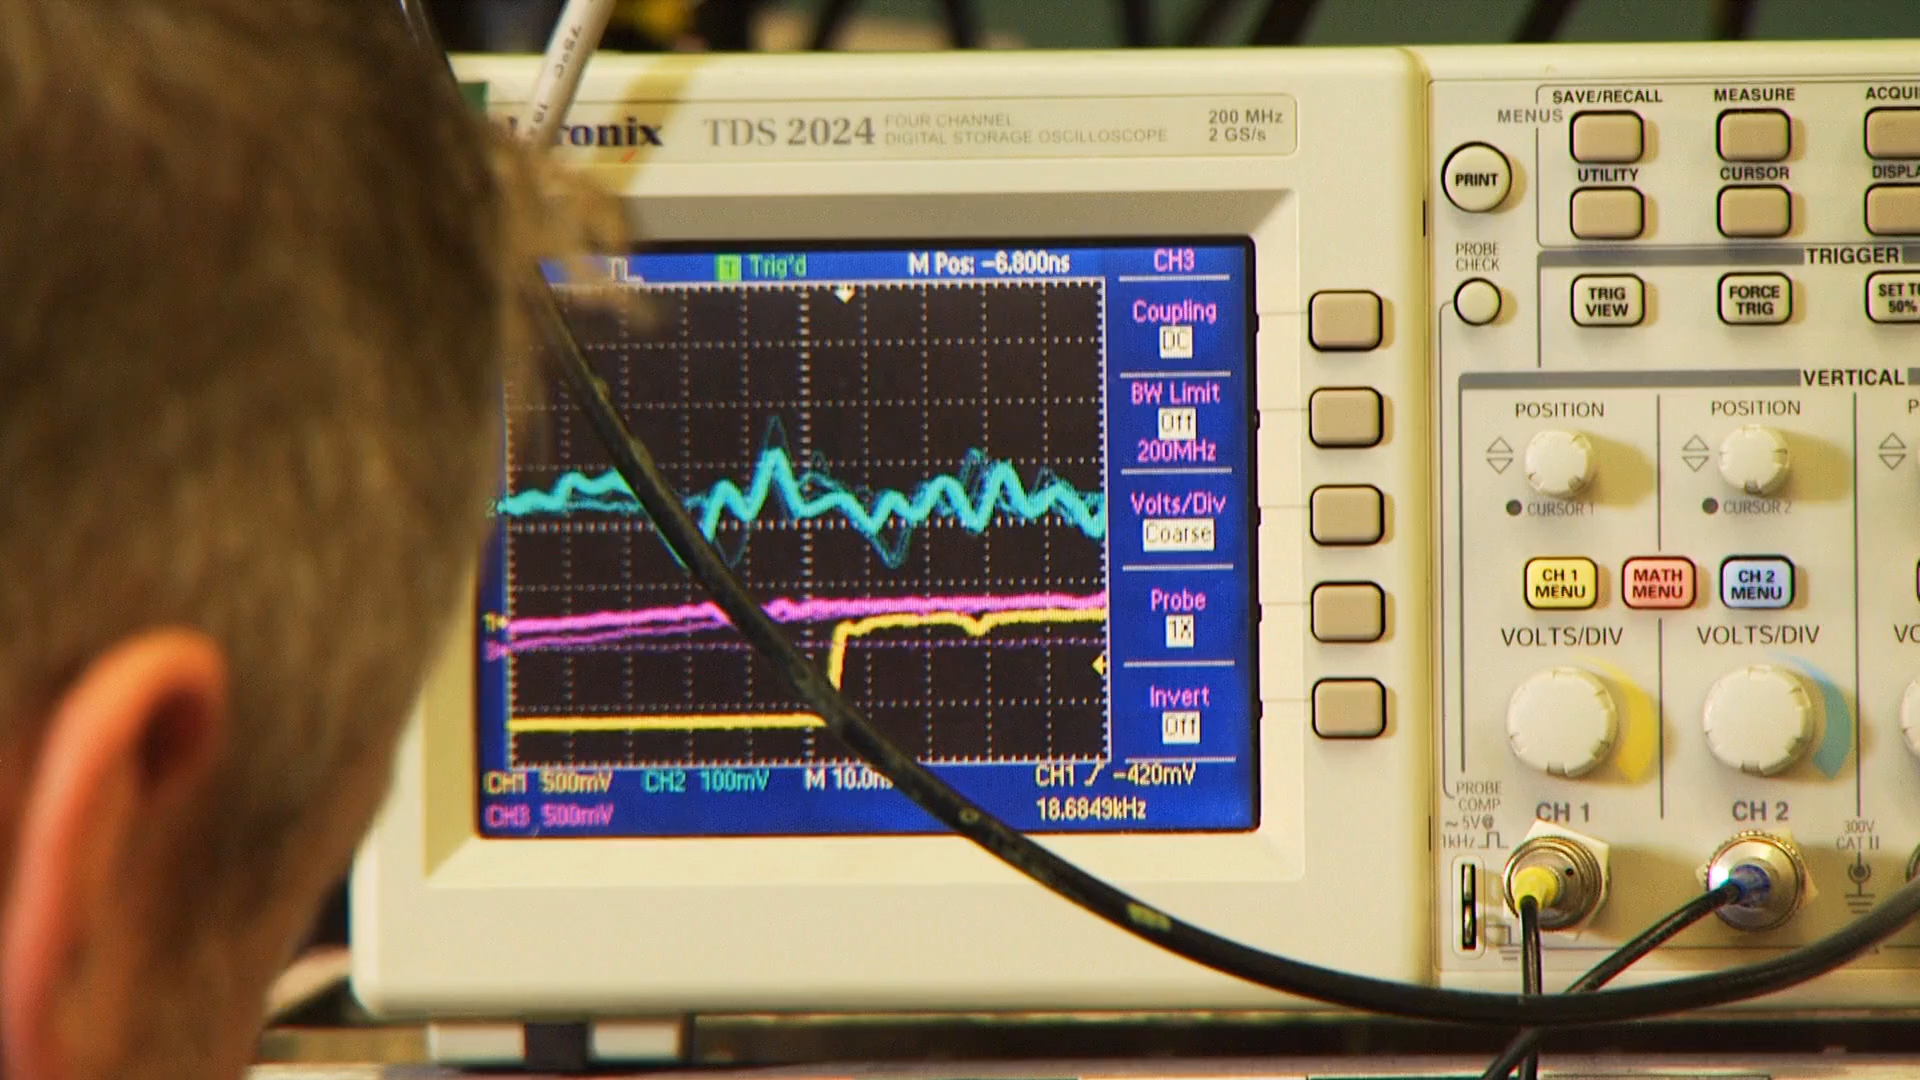 75°C
TDS 2024
FOUR CHANNEL
DIGITAL STORAGE OSCILLOSCOPE
200 MHz
2 GS/s
Trig'd
M Pos: -6.800ns
CH3
Coupling
DC
BW Limit
Off
200MHz
Volts/Div
Coarse
Probe
1X
Invert
Off
CH1 500mV
CH2 100mV
M 10.0n
CH1
-420mV
CH3 500mV
18.6849kHz
MENUS
SAVE/RECALL
MEASURE
PRINT
UTILITY
CURSOR
PROBE
CHECK
TRIGGER
TRIG
VIEW
FORCE
TRIG
SET
50%
VERTICAL
POSITION
POSITION
CURSOR 1
CURSOR 2
CH 1
MENU
MATH
MENU
CH 2
MENU
VOLTS/DIV
VOLTS/DIV
PROBE
COMP
~5V@
1kHz
CH 1
CH 2
300V
CAT II